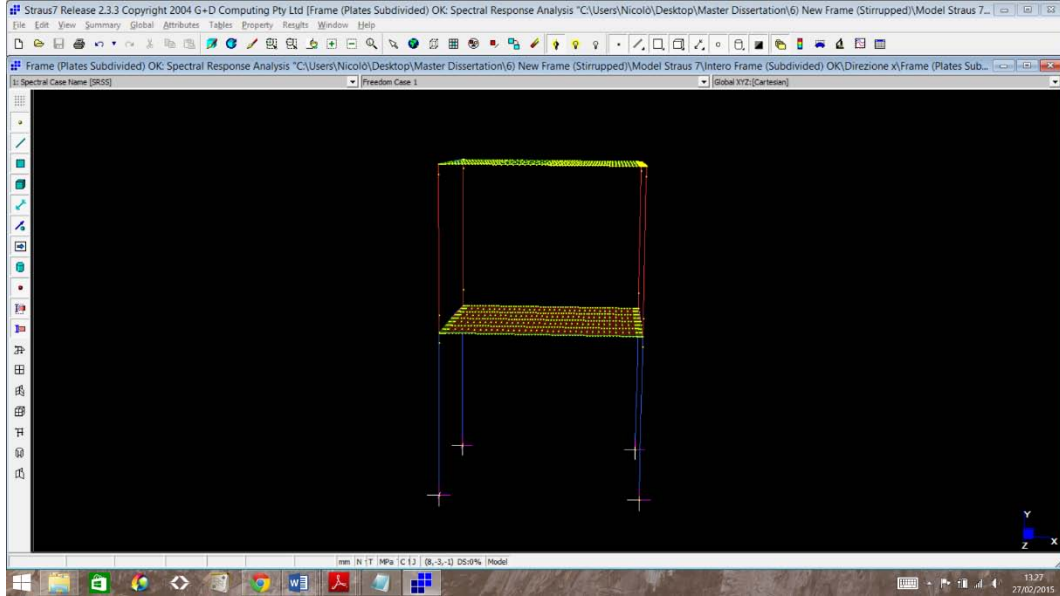 Straus7 Release 2.3.3 Copyright 2004 G+D Computing Pty Ltd [Frame (Plates Subdivided) OK: Spectral Response Analysis "C:\Users\Nicolò\Desktop\Master Dissertation\6) New Frame (Stirrupped)\Model Straus 7...
File Edit View Summary Global Attributes Tables Property Results Window Help
Frame (Plates Subdivided) OK: Spectral Response Analysis "C:\Users\Nicolò\Desktop\Master Dissertation\6) New Frame (Stirrupped)\Model Straus 7\Intero Frame (Subdivided) OK\Direzione x\Frame (Plates Sub...
1: Spectral Case Name [SRSS] Freedom Case 1 Global XYZ:[Cartesian]
Y
X
Z
mm N T MPa C J (8,-3,-1) DS:0% Model
13.27
27/02/2015